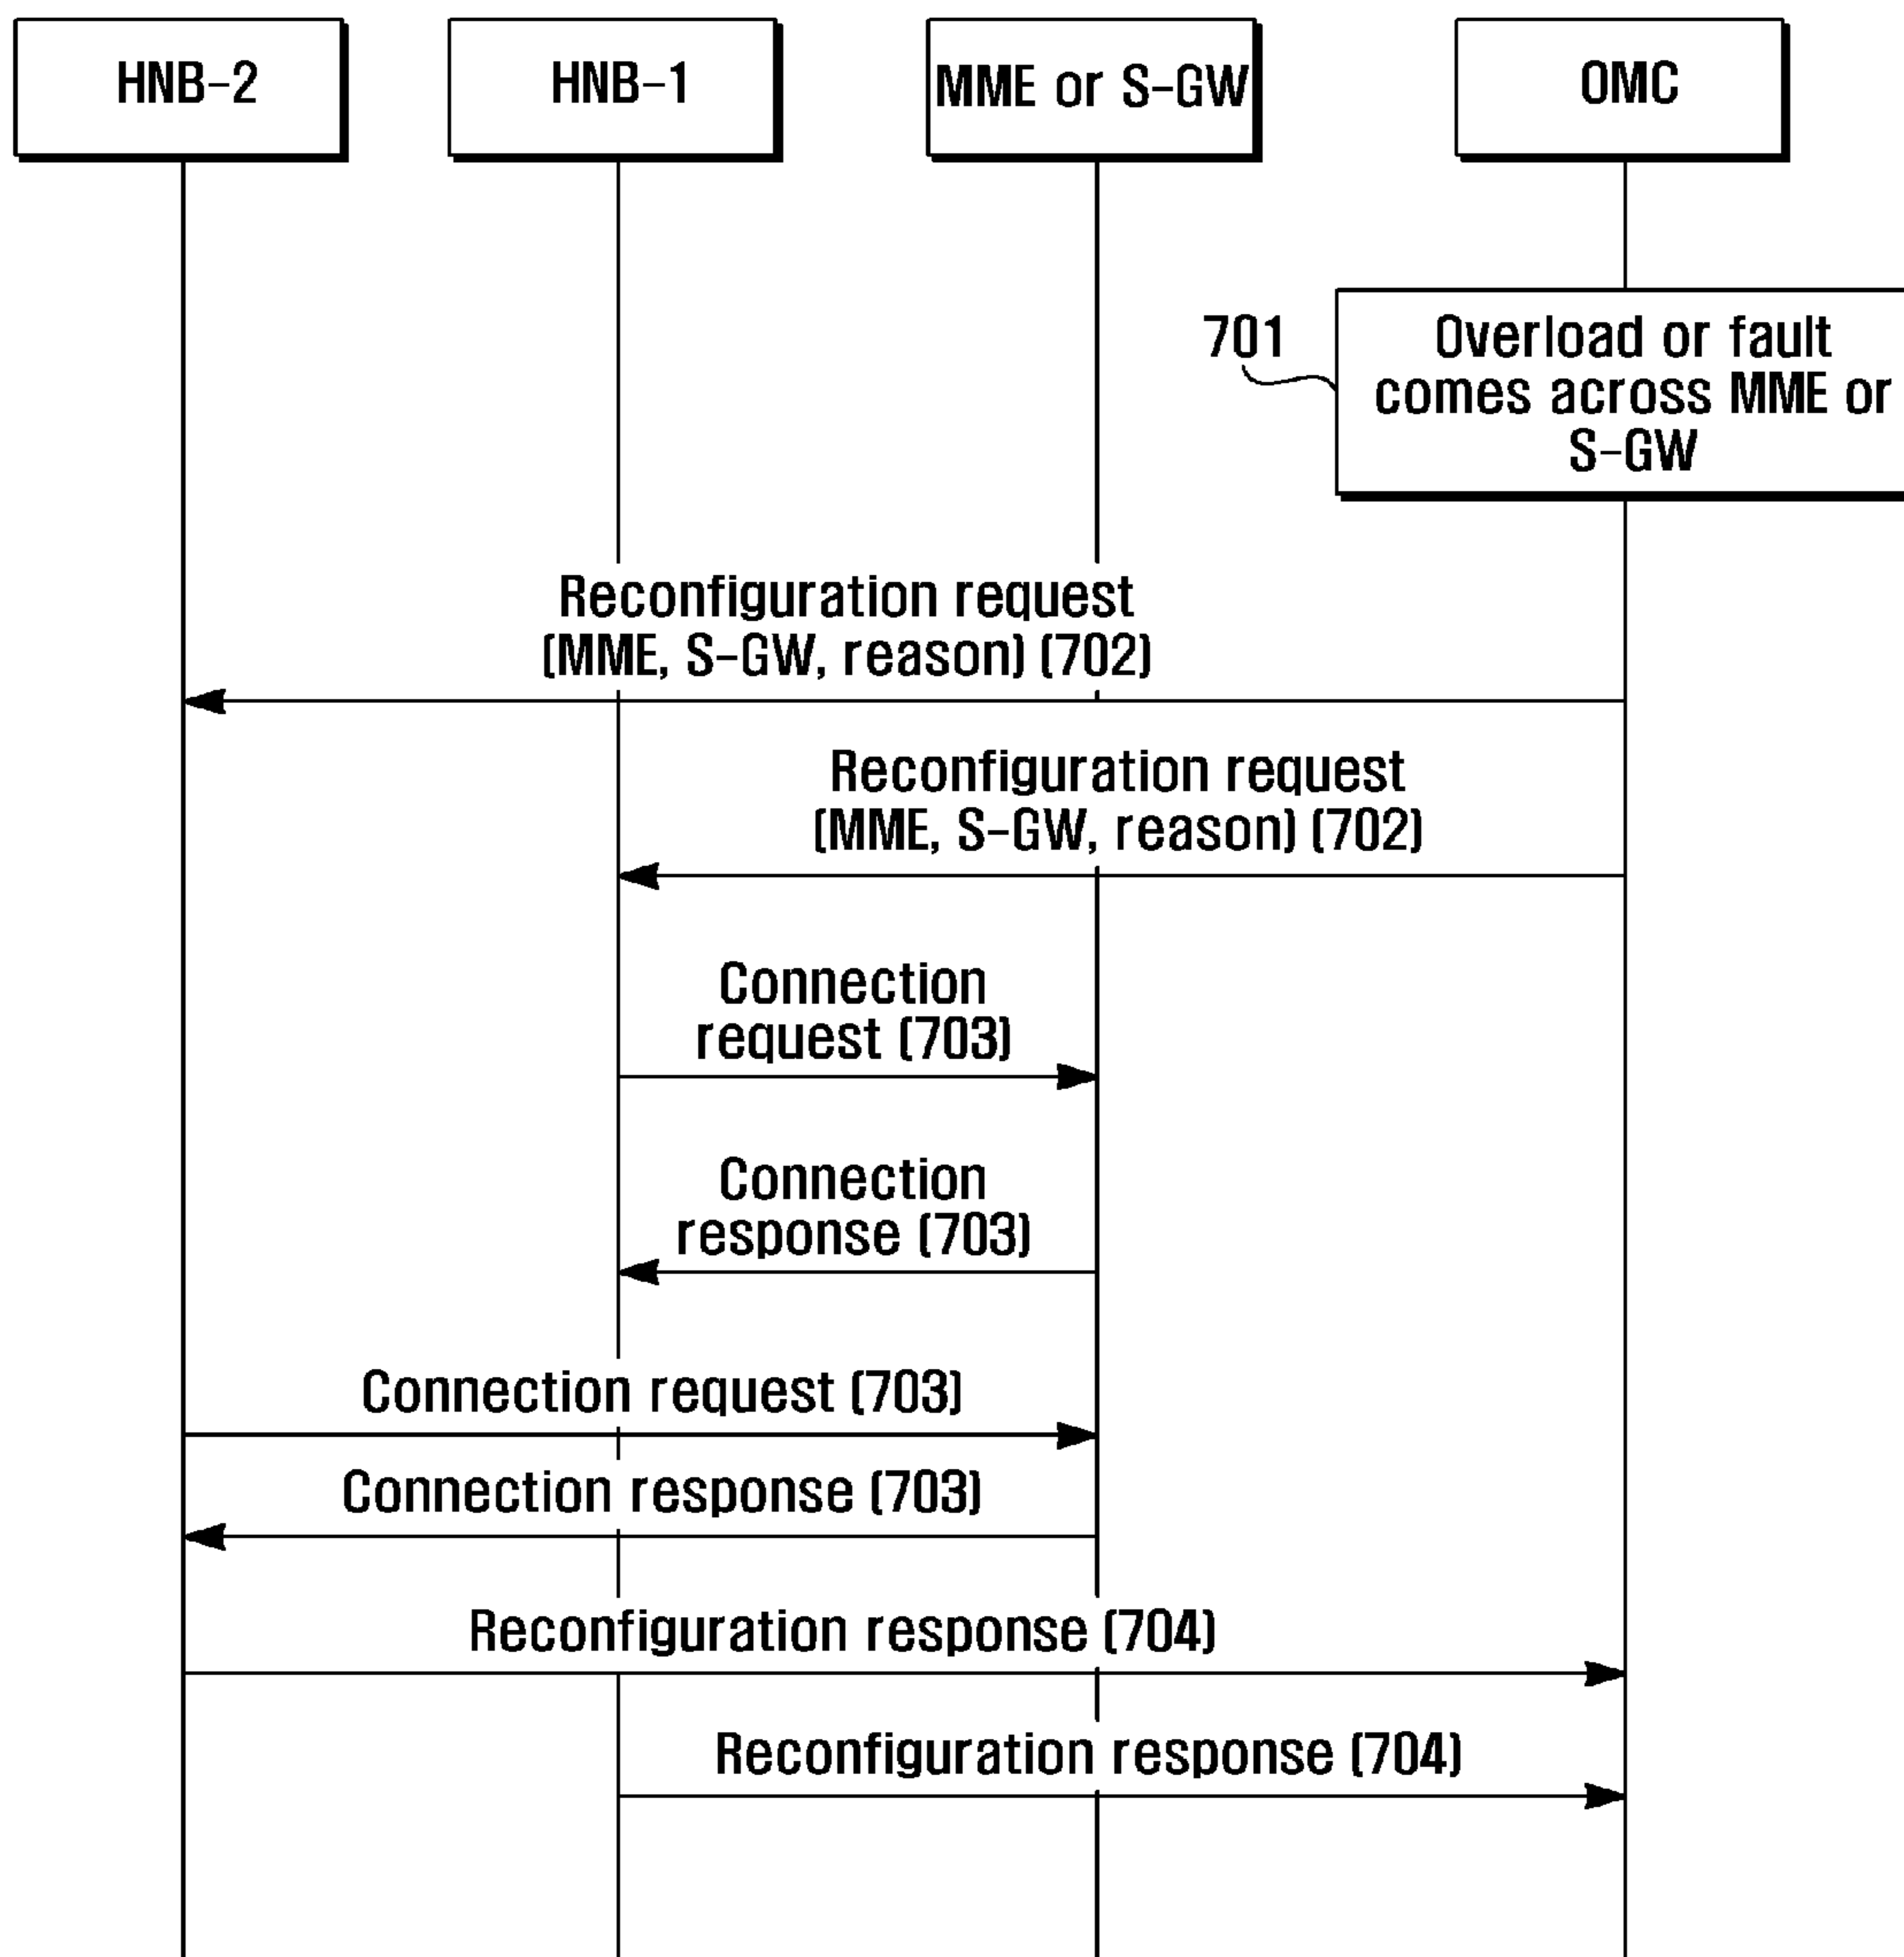 HNB-2
HNB-1
MME or S-GW
OMC
701
Overload or fault
comes across MME or
S-GW
Reconfiguration request
(MME, S-GW, reason) (702)
Reconfiguration request
(MME, S-GW, reason) (702)
Connection
request (703)
Connection
response (703)
Connection request (703)
Connection response (703)
Reconfiguration response (704)
Reconfiguration response (704)